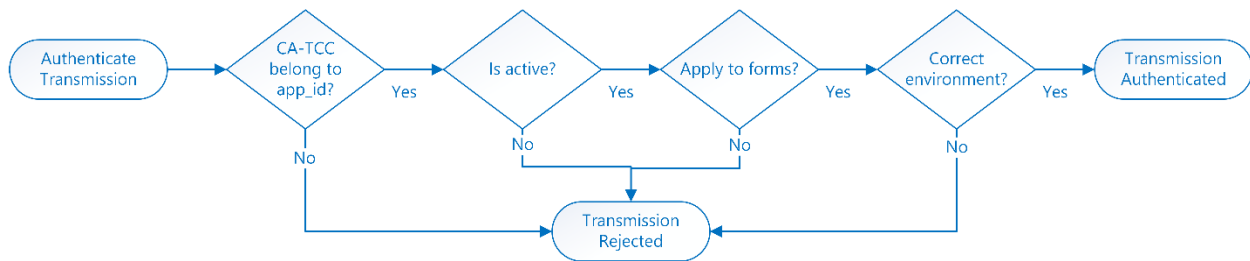 Authenticate
Transmission
CA-TCC
belong to
app_id?
Yes
Is active?
Yes
Apply to forms?
Yes
Correct
environment?
Yes
Transmission
Authenticated
No
No
No
No
Transmission
Rejected